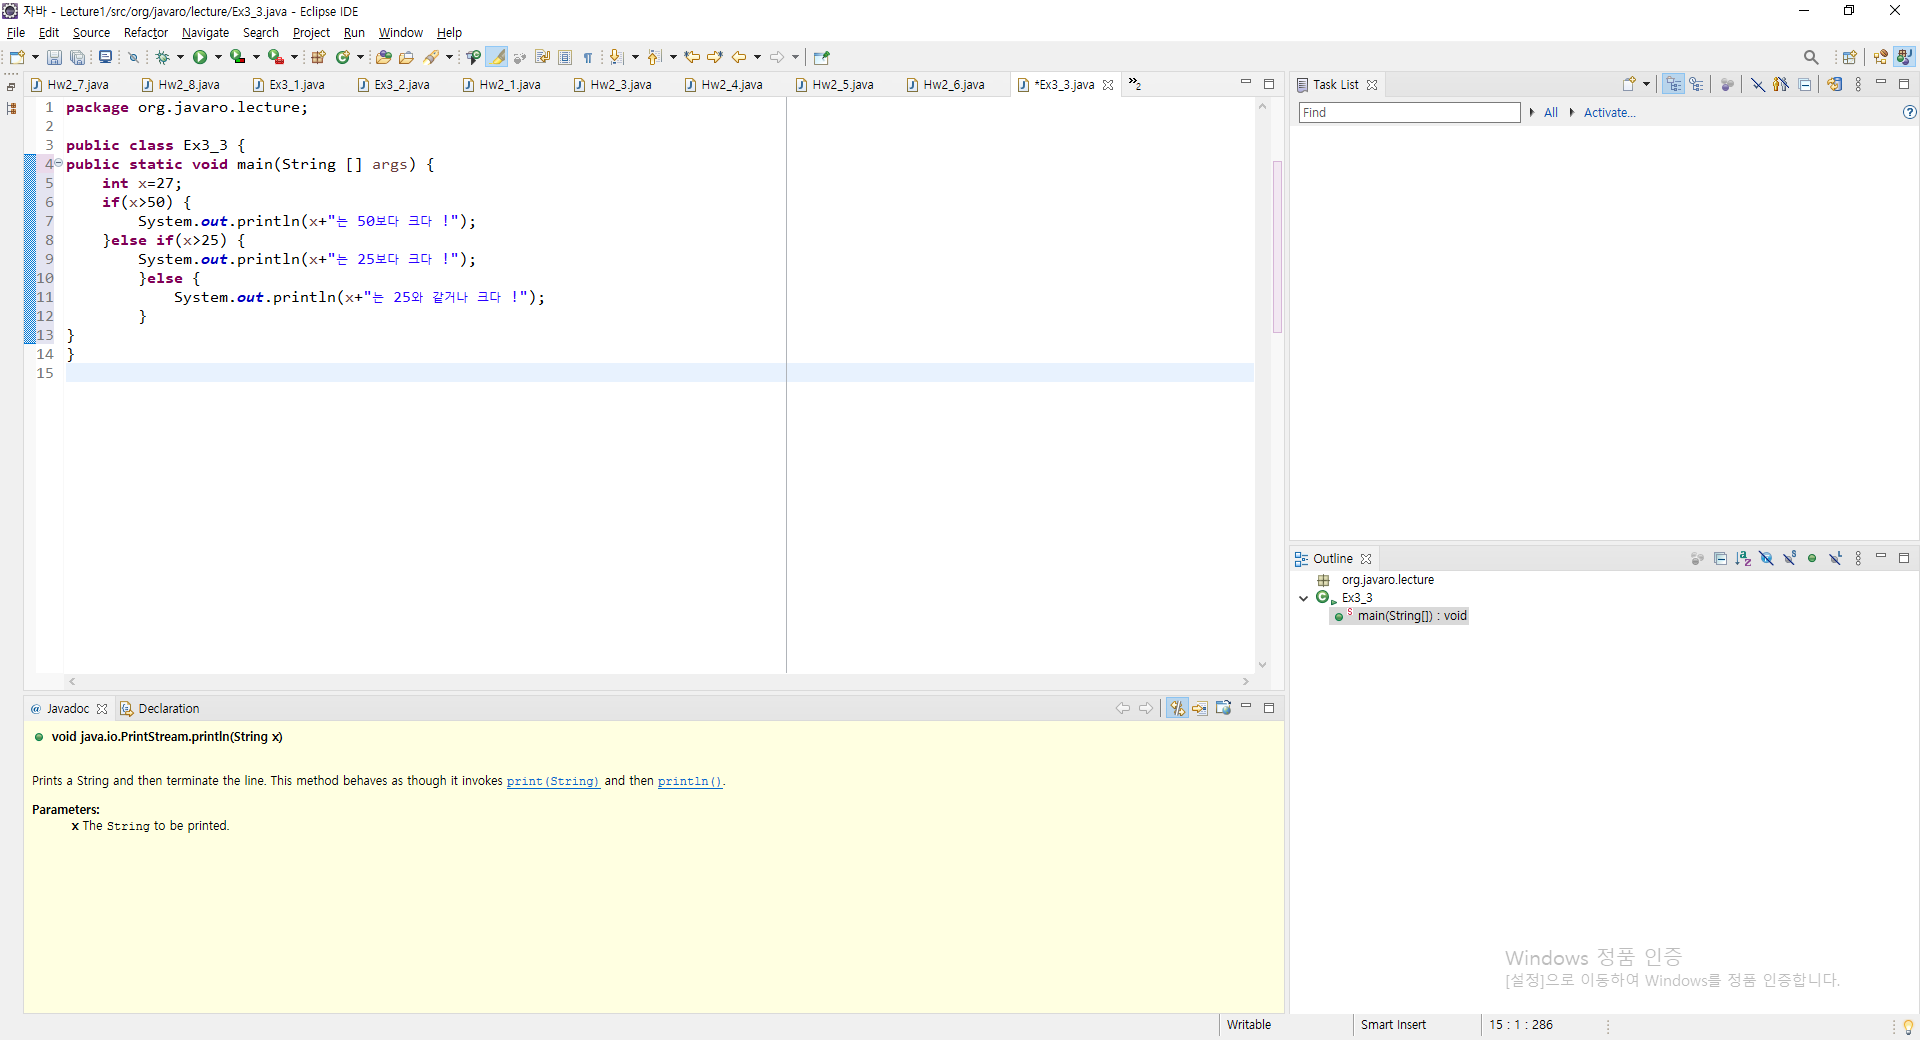 자바 - Lecture1/src/org/javaro/lecture/Ex3_3.java - Eclipse IDE
File Edit Source Refactor Navigate Search Project Run Window Help
Hw2_7.java Hw2_8.java Ex3_1.java Ex3_2.java Hw2_1.java Hw2_3.java Hw2_4.java Hw2_5.java Hw2_6.java *Ex3_3.java »2
1 package org.javaro.lecture;
2
3 public class Ex3_3 {
4 public static void main(String [] args) {
5 int x=27;
6 if(x>50) {
7 System.out.println(x+"는 50보다 크다 !");
8 }else if(x>25) {
9 System.out.println(x+"는 25보다 크다 !");
10 }else {
11 System.out.println(x+"는 25와 같거나 크다 !");
12 }
13 }
14 }
15
Task List
Find All Activate...
Outline
org.javaro.lecture
Ex3_3
main(String[]) : void
@ Javadoc Declaration
void java.io.PrintStream.println(String x)
Prints a String and then terminate the line. This method behaves as though it invokes print(String) and then println().
Parameters:
x The String to be printed.
Windows 정품 인증
[설정]으로 이동하여 Windows를 정품 인증합니다.
Writable Smart Insert 15 : 1 : 286